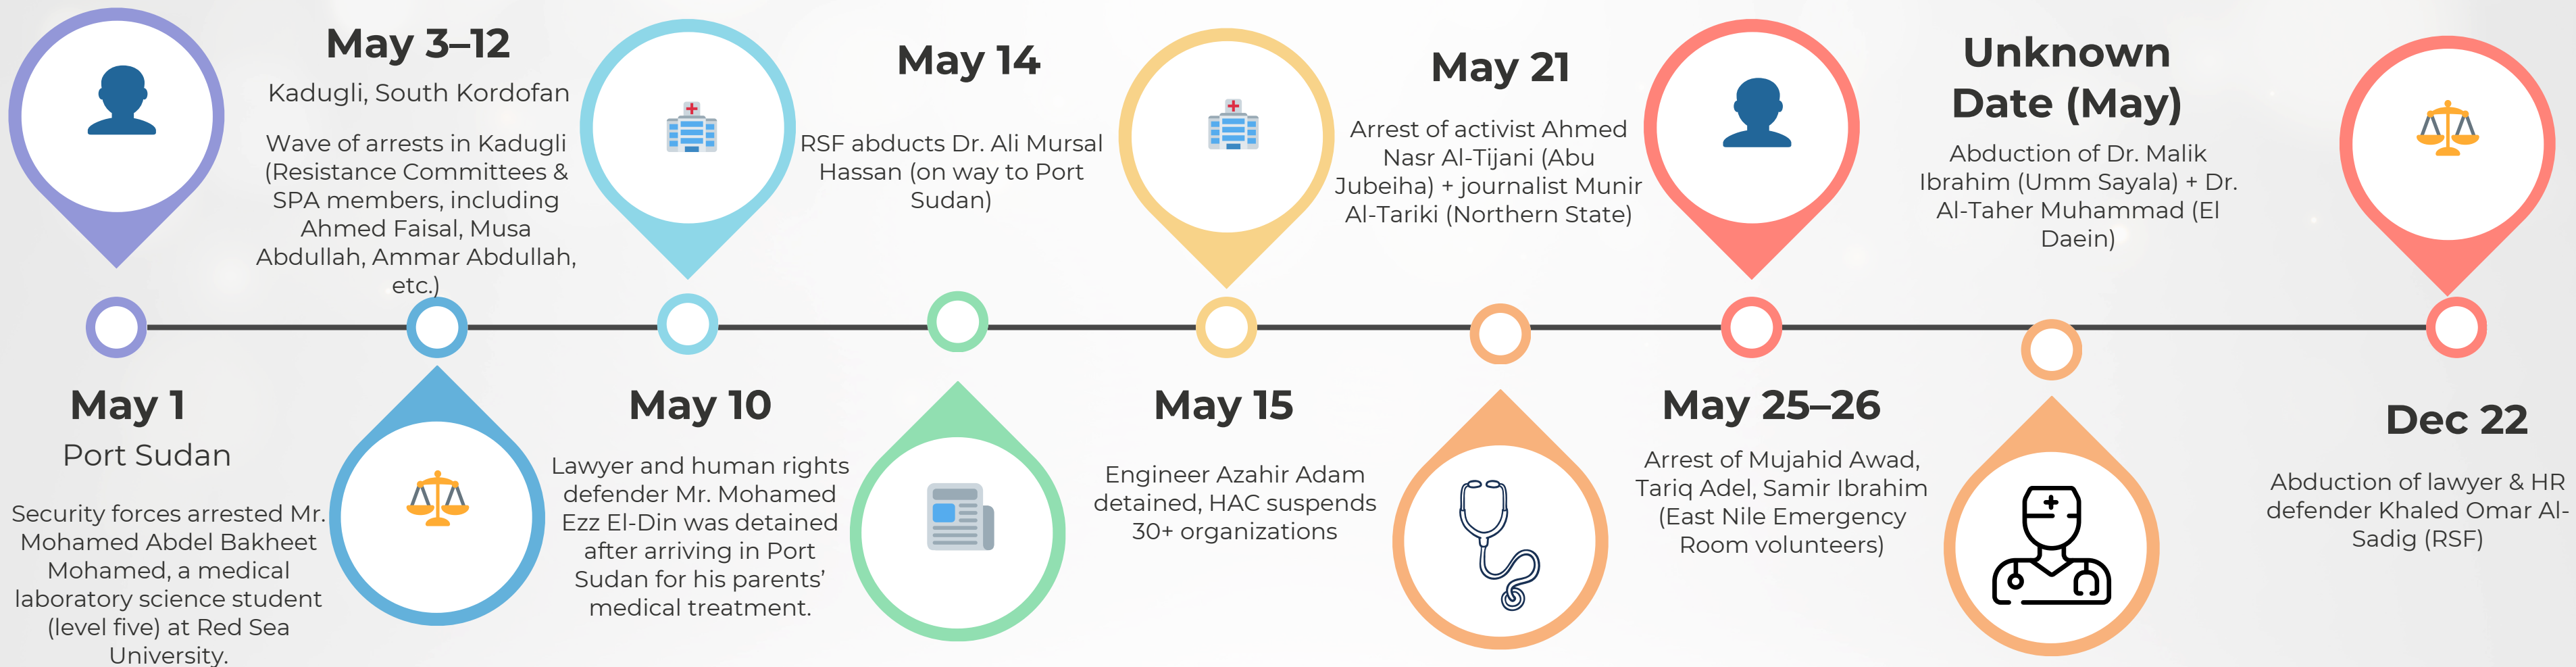 May 1
Port Sudan
Security forces arrested Mr.
Mohamed Abdel Bakheet
Mohamed, a medical
laboratory science student
(level five) at Red Sea
University.
May 3–12
Kadugli, South Kordofan
Wave of arrests in Kadugli
(Resistance Committees &
SPA members, including
Ahmed Faisal, Musa
Abdullah, Ammar Abdullah,
etc.)
May 10
Lawyer and human rights
defender Mr. Mohamed
Ezz El-Din was detained
after arriving in Port
Sudan for his parents’
medical treatment.
May 14
RSF abducts Dr. Ali Mursal
Hassan (on way to Port
Sudan)
May 15
Engineer Azahir Adam
detained, HAC suspends
30+ organizations
May 21
Arrest of activist Ahmed
Nasr Al-Tijani (Abu
Jubeiha) + journalist Munir
Al-Tariki (Northern State)
May 25–26
Arrest of Mujahid Awad,
Tariq Adel, Samir Ibrahim
(East Nile Emergency
Room volunteers)
Unknown
Date (May)
Abduction of Dr. Malik
Ibrahim (Umm Sayala) + Dr.
Al-Taher Muhammad (El
Daein)
Dec 22
Abduction of lawyer & HR
defender Khaled Omar Al-
Sadig (RSF)